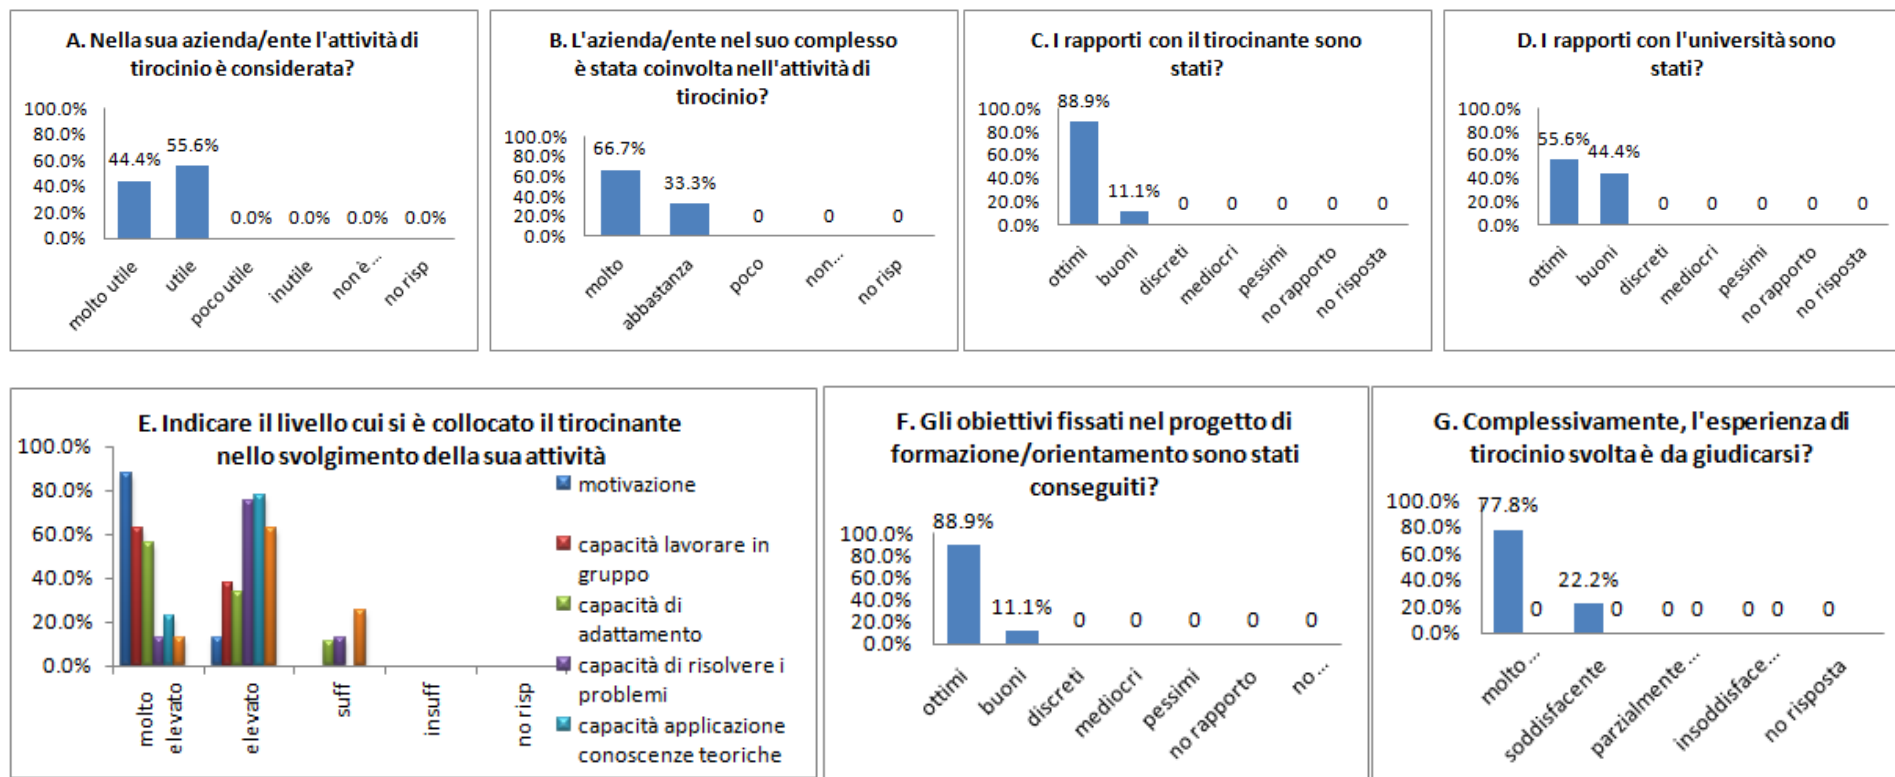 A. Nella sua azienda/ente l'attività di
tirocinio è considerata?
100.0%
80.0%
60.0%
40.0%
20.0%
0.0%
44.4%
55.6%
0.0%
0.0%
0.0%
0.0%
molto utile
utile
poco utile
inutile
non è...
no risp
B. L'azienda/ente nel suo complesso
è stata coinvolta nell'attività di
tirocinio?
100.0%
80.0%
60.0%
40.0%
20.0%
0.0%
66.7%
33.3%
0
0
0
molto
abbastanza
poco
non...
no risp
C. I rapporti con il tirocinante sono
stati?
100.0%
80.0%
60.0%
40.0%
20.0%
0.0%
88.9%
11.1%
0
0
0
0
0
ottimi
buoni
discreti
mediocri
pessimi
no rapporto
no risposta
D. I rapporti con l'università sono
stati?
100.0%
80.0%
60.0%
40.0%
20.0%
0.0%
55.6%
44.4%
0
0
0
0
0
ottimi
buoni
discreti
mediocri
pessimi
no rapporto
no risposta
E. Indicare il livello cui si è collocato il tirocinante
nello svolgimento della sua attività
100.0%
80.0%
60.0%
40.0%
20.0%
0.0%
molto
elevato
elevato
suff
insuff
no risp
motivazione
capacità lavorare in
gruppo
capacità di
adattamento
capacità di risolvere i
problemi
capacità applicazione
conoscenze teoriche
F. Gli obiettivi fissati nel progetto di
formazione/orientamento sono stati
conseguiti?
100.0%
80.0%
60.0%
40.0%
20.0%
0.0%
88.9%
11.1%
0
0
0
0
0
ottimi
buoni
discreti
mediocri
pessimi
no rapporto
no...
G. Complessivamente, l'esperienza di
tirocinio svolta è da giudicarsi?
100.0%
80.0%
60.0%
40.0%
20.0%
0.0%
77.8%
0
22.2%
0
0
0
0
0
0
molto...
soddisfacente
parzialmente...
insoddisface...
no risposta